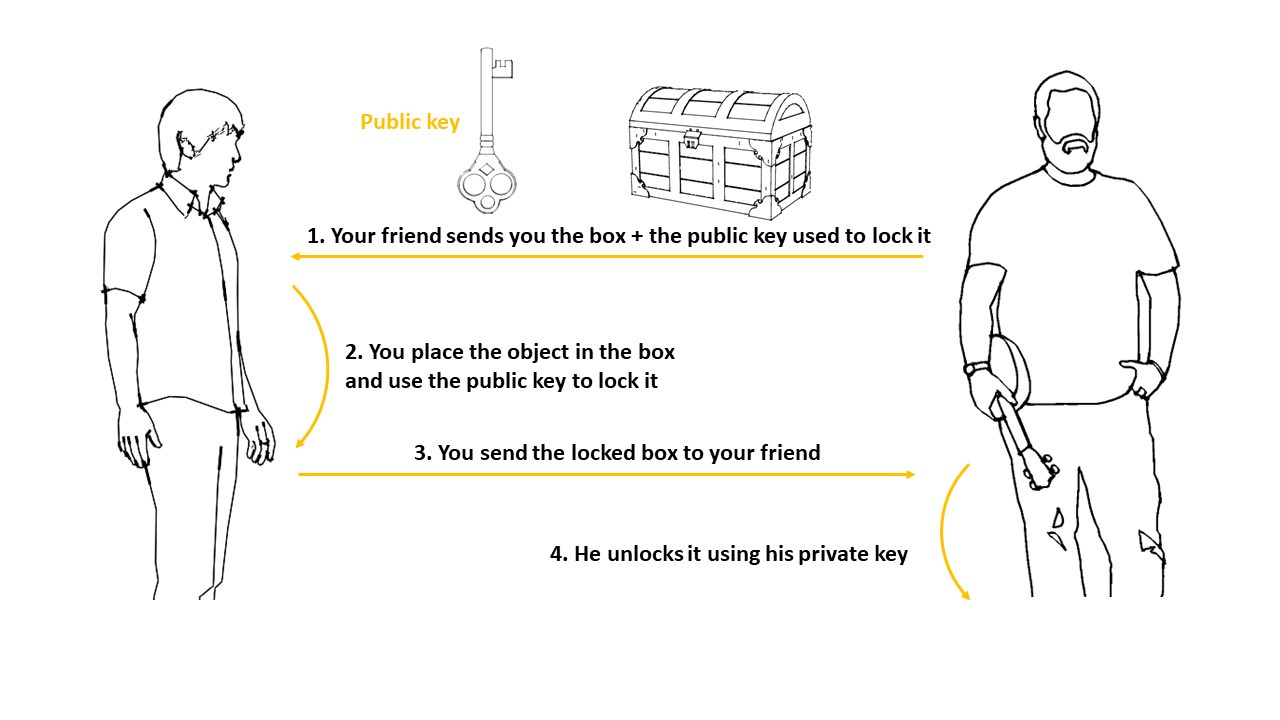 Public key
1. Your friend sends you the box + the public key used to lock it
2. You place the object in the box
and use the public key to lock it
3. You send the locked box to your friend
4. He unlocks it using his private key